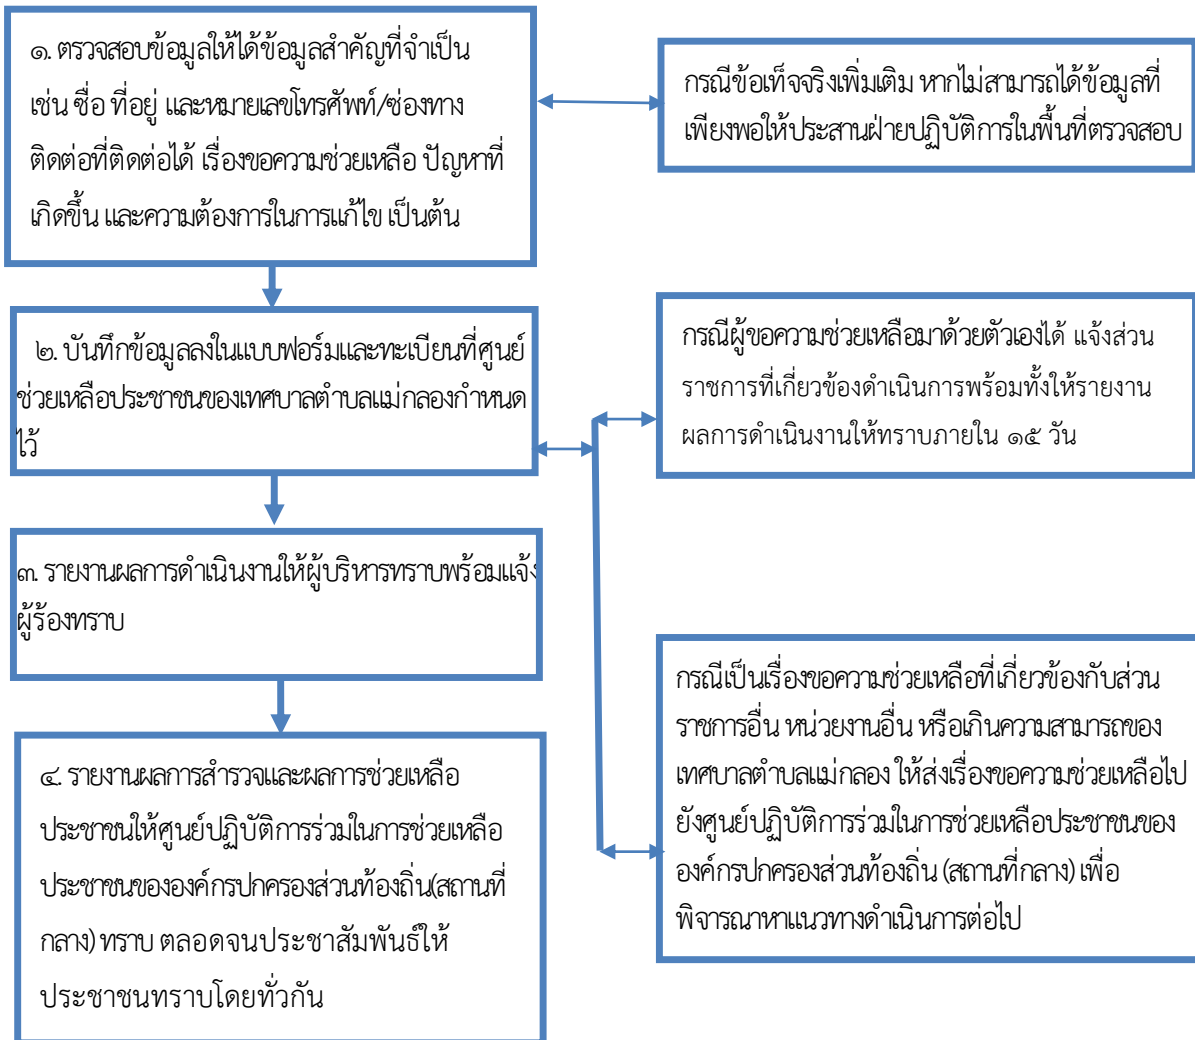 ๑. ตรวจสอบข้อมูลให้ได้ข้อมูลสำคัญที่จำเป็น
เช่น ชื่อ ที่อยู่ และหมายเลขโทรศัพท์/ช่องทาง
ติดต่อที่ติดต่อได้ เรื่องขอความช่วยเหลือ ปัญหาที่
เกิดขึ้น และความต้องการในการแก้ไข เป็นต้น
กรณีข้อเท็จจริงเพิ่มเติม หากไม่สามารถได้ข้อมูลที่
เพียงพอให้ประสานฝ่ายปฏิบัติการในพื้นที่ตรวจสอบ
๒. บันทึกข้อมูลลงในแบบฟอร์มและทะเบียนที่ศูนย์
ช่วยเหลือประชาชนของเทศบาลตำบลแม่กลองกำหนด
ไว้
กรณีผู้ขอความช่วยเหลือมาด้วยตัวเองได้ แจ้งส่วน
ราชการที่เกี่ยวข้องดำเนินการพร้อมทั้งให้รายงาน
ผลการดำเนินงานให้ทราบภายใน ๑๕ วัน
๓. รายงานผลการดำเนินงานให้ผู้บริหารทราบพร้อมแจ้ง
ผู้ร้องทราบ
กรณีเป็นเรื่องขอความช่วยเหลือที่เกี่ยวข้องกับส่วน
ราชการอื่น หน่วยงานอื่น หรือเกินความสามารถของ
เทศบาลตำบลแม่กลอง ให้ส่งเรื่องขอความช่วยเหลือไป
ยังศูนย์ปฏิบัติการร่วมในการช่วยเหลือประชาชนของ
องค์กรปกครองส่วนท้องถิ่น (สถานที่กลาง) เพื่อ
พิจารณาหาแนวทางดำเนินการต่อไป
๔. รายงานผลการสำรวจและผลการช่วยเหลือ
ประชาชนให้ศูนย์ปฏิบัติการร่วมในการช่วยเหลือ
ประชาชนขององค์กรปกครองส่วนท้องถิ่น(สถานที่
กลาง) ทราบ ตลอดจนประชาสัมพันธ์ให้
ประชาชนทราบโดยทั่วกัน